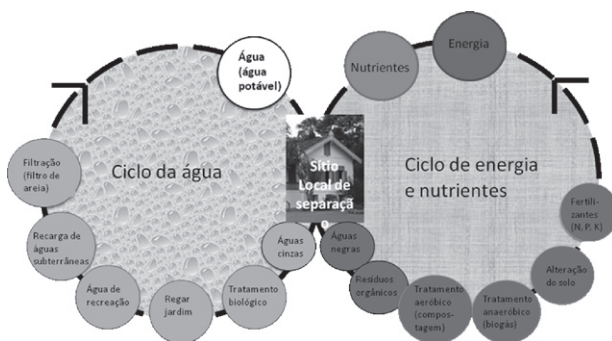 Água
(água
potável)
Nutrientes
Energia
Filtração
(filtro de
areia)
Ciclo da água
Sítio
Local de
separaçã
o
Ciclo de energia
e nutrientes
Fertili-
zantes
(N, P, K)
Recarga de
águas
subterrâneas
Águas
cinzas
Águas
negras
Alteração
do solo
Água de
recreação
Regar
jardim
Tratamento
biológico
Resíduos
orgânicos
Tratamento
aeróbico
(compos-
tagem)
Tratamento
anaeróbico
(biogás)